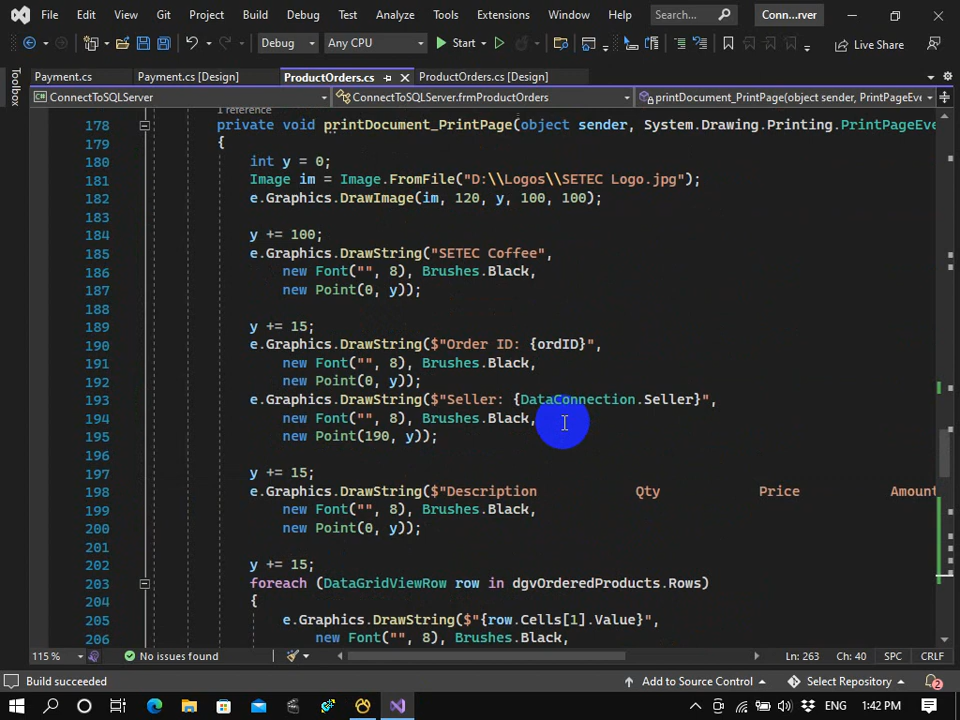 File Edit View Git Project Build Debug Test Analyze Tools Extensions Window Help Search... Conn...rver
Debug Any CPU Start Live Share
Toolbox
Payment.cs Payment.cs [Design] ProductOrders.cs ProductOrders.cs [Design]
ConnectToSQLServer ConnectToSQLServer.frmProductOrders printDocument_PrintPage(object sender, PrintPageEve
1 reference
178 private void printDocument_PrintPage(object sender, System.Drawing.Printing.PrintPageEv
179 {
180 int y = 0;
181 Image im = Image.FromFile("D:\\Logos\\SETEC Logo.jpg");
182 e.Graphics.DrawImage(im, 120, y, 100, 100);
183
184 y += 100;
185 e.Graphics.DrawString("SETEC Coffee",
186 new Font("", 8), Brushes.Black,
187 new Point(0, y));
188
189 y += 15;
190 e.Graphics.DrawString($"Order ID: {ordID}",
191 new Font("", 8), Brushes.Black,
192 new Point(0, y));
193 e.Graphics.DrawString($"Seller: {DataConnection.Seller}",
194 new Font("", 8), Brushes.Black,
195 new Point(190, y));
196
197 y += 15;
198 e.Graphics.DrawString($"Description Qty Price Amount
199 new Font("", 8), Brushes.Black,
200 new Point(0, y));
201
202 y += 15;
203 foreach (DataGridViewRow row in dgvOrderedProducts.Rows)
204 {
205 e.Graphics.DrawString($"{row.Cells[1].Value}",
206 new Font("", 8), Brushes.Black,
115 % No issues found Ln: 263 Ch: 40 SPC CRLF
Build succeeded Add to Source Control Select Repository 2
ENG 1:42 PM